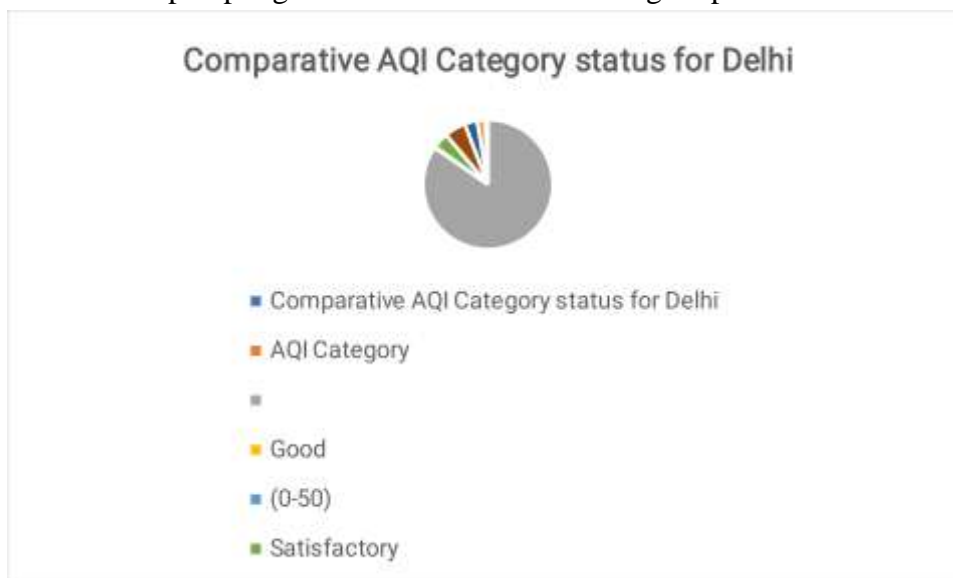 Comparative AQI Category status for Delhi
Comparative AQI Category status for Delhi
AQI Category
Good
(0-50)
Satisfactory